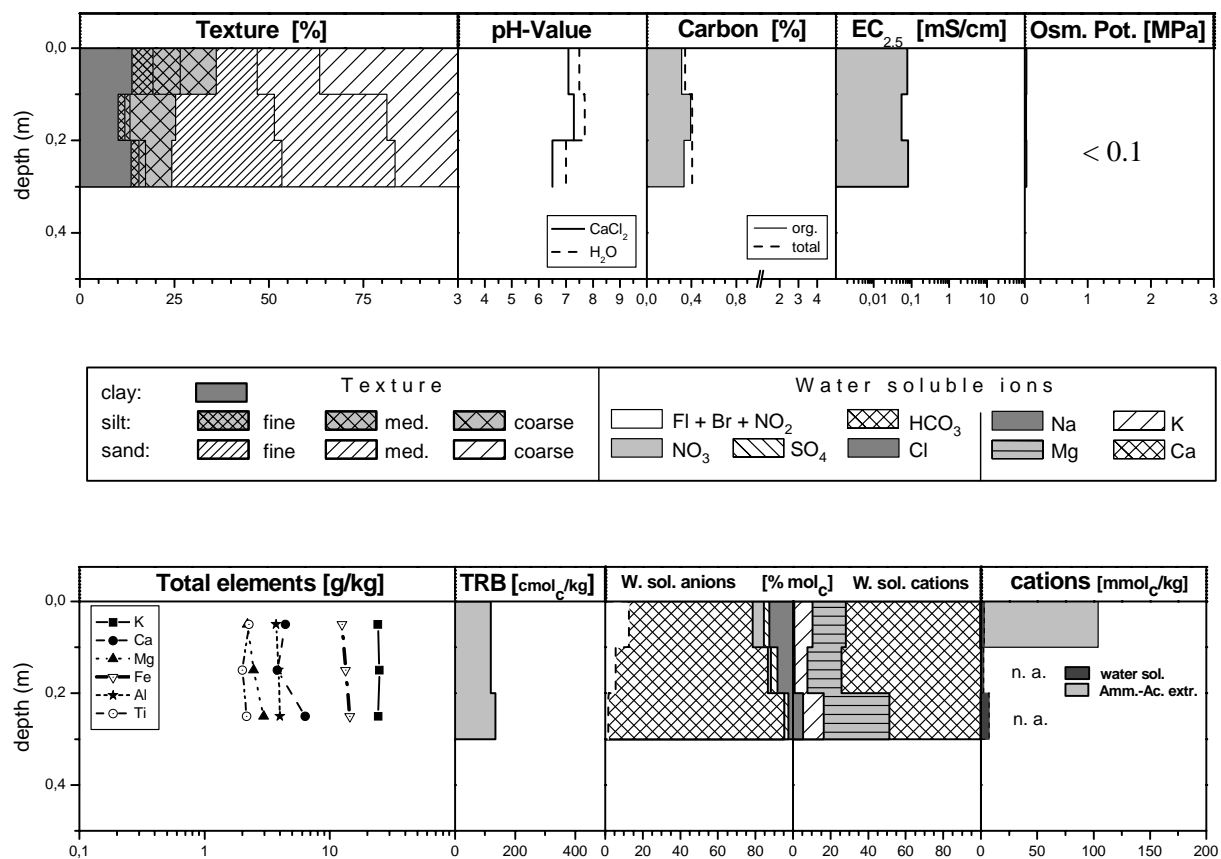 Texture [%] pH-Value Carbon [%] EC2.5 [mS/cm] Osm. Pot. [MPa]
0,0
0,2
0,4
depth (m)
< 0.1
CaCl2
H2O
org.
total
0 25 50 75 3 4 5 6 7 8 9 0,0 0,4 0,8 2 3 4 0,01 0,1 1 10 0 1 2 3
Texture
clay:
silt: fine med. coarse
sand: fine med. coarse
Water soluble ions
Fl + Br + NO2 HCO3
NO3 SO4 Cl
Na K
Mg Ca
Total elements [g/kg] TRB [cmolc/kg] W. sol. anions [% molc] W. sol. cations cations [mmolc/kg]
0,0
0,2
0,4
depth (m)
K
Ca
Mg
Fe
Al
Ti
n. a.
water sol.
Amm.-Ac. extr.
n. a.
0,1 1 10 0 200 400 0 20 40 60 80 0 20 40 60 80 0 50 100 150 200